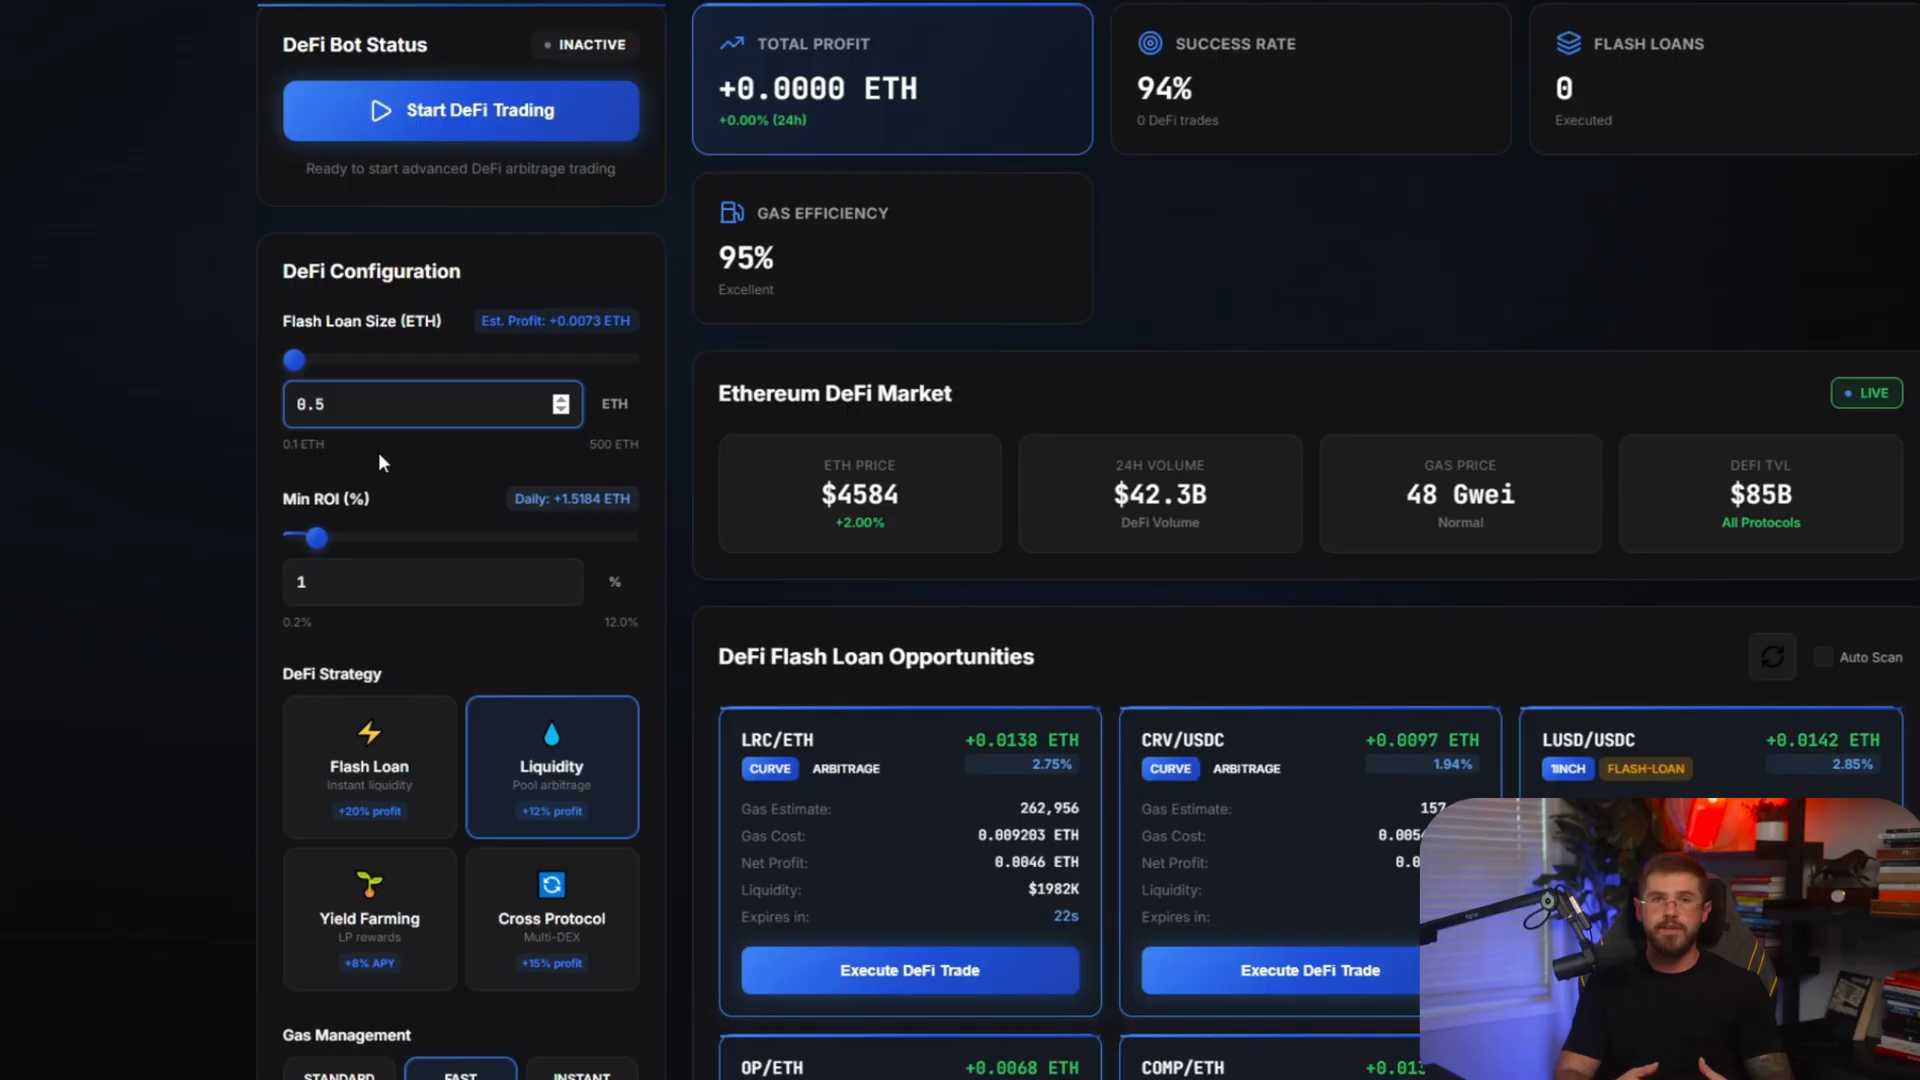 DeFi Bot Status
INACTIVE
Start DeFi Trading
Ready to start advanced DeFi arbitrage trading
DeFi Configuration
Flash Loan Size (ETH)
Est. Profit: +0.0073 ETH
0.5
ETH
0.1 ETH
500 ETH
Min ROI (%)
Daily: +1.5184 ETH
1
%
0.2%
12.0%
DeFi Strategy
Flash Loan
Instant liquidity
+20% profit
Liquidity
Pool arbitrage
+12% profit
Yield Farming
LP rewards
+8% APY
Cross Protocol
Multi-DEX
+15% profit
Gas Management
STANDARD
FAST
INSTANT
TOTAL PROFIT
+0.0000 ETH
+0.00% (24h)
SUCCESS RATE
94%
0 DeFi trades
FLASH LOANS
0
Executed
GAS EFFICIENCY
95%
Excellent
Ethereum DeFi Market
LIVE
ETH PRICE
$4584
+2.00%
24H VOLUME
$42.3B
DeFi Volume
GAS PRICE
48 Gwei
Normal
DEFI TVL
$85B
All Protocols
DeFi Flash Loan Opportunities
Auto Scan
LRC/ETH
+0.0138 ETH
CURVE
ARBITRAGE
2.75%
Gas Estimate:
262,956
Gas Cost:
0.009203 ETH
Net Profit:
0.0046 ETH
Liquidity:
$1982K
Expires in:
22s
Execute DeFi Trade
CRV/USDC
+0.0097 ETH
CURVE
ARBITRAGE
1.94%
Gas Estimate:
157
Gas Cost:
0.005
Net Profit:
0.0
Liquidity:
Expires in:
Execute DeFi Trade
LUSD/USDC
+0.0142 ETH
1INCH
FLASH-LOAN
2.85%
OP/ETH
+0.0068 ETH
COMP/ETH
+0.01